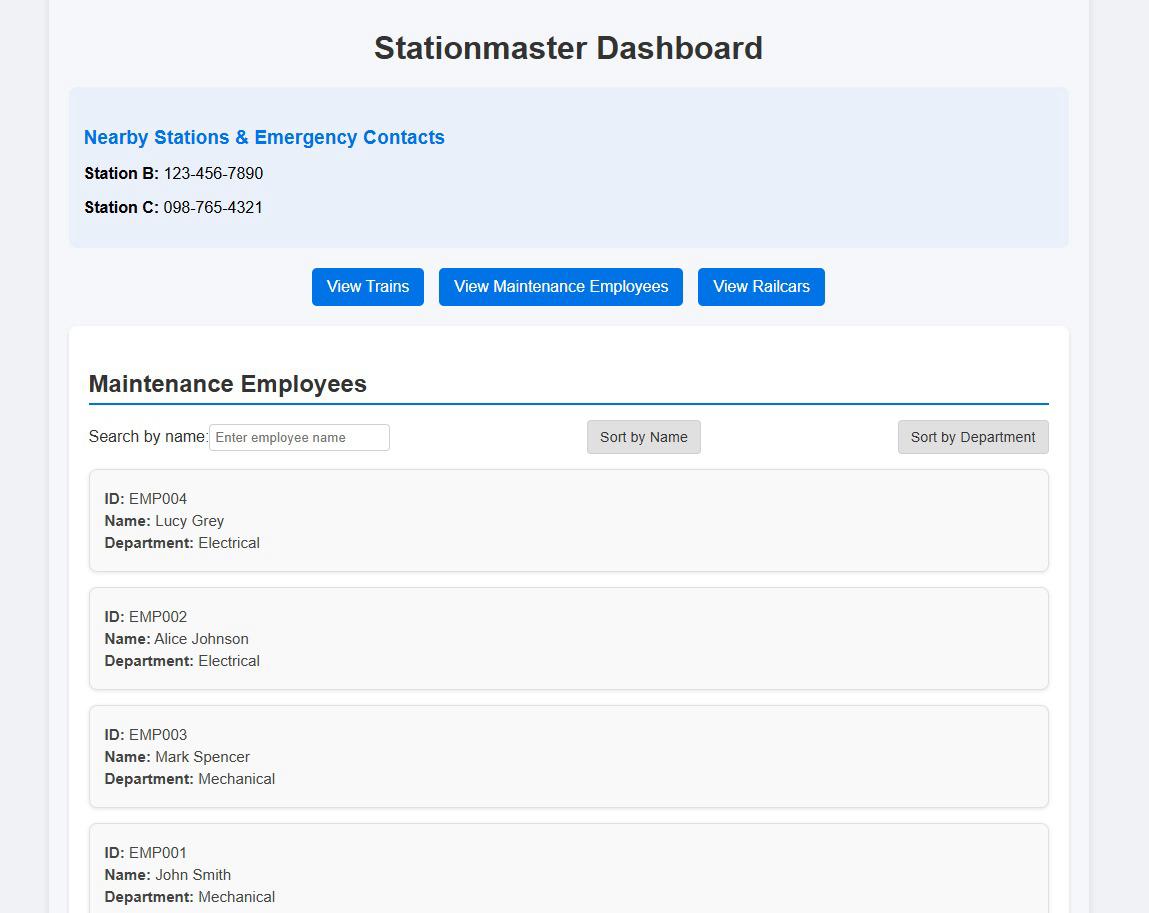 Stationmaster Dashboard
Nearby Stations & Emergency Contacts
Station B: 123-456-7890
Station C: 098-765-4321
View Trains View Maintenance Employees View Railcars
Maintenance Employees
Search by name: Enter employee name Sort by Name Sort by Department
ID: EMP004
Name: Lucy Grey
Department: Electrical
ID: EMP002
Name: Alice Johnson
Department: Electrical
ID: EMP003
Name: Mark Spencer
Department: Mechanical
ID: EMP001
Name: John Smith
Department: Mechanical